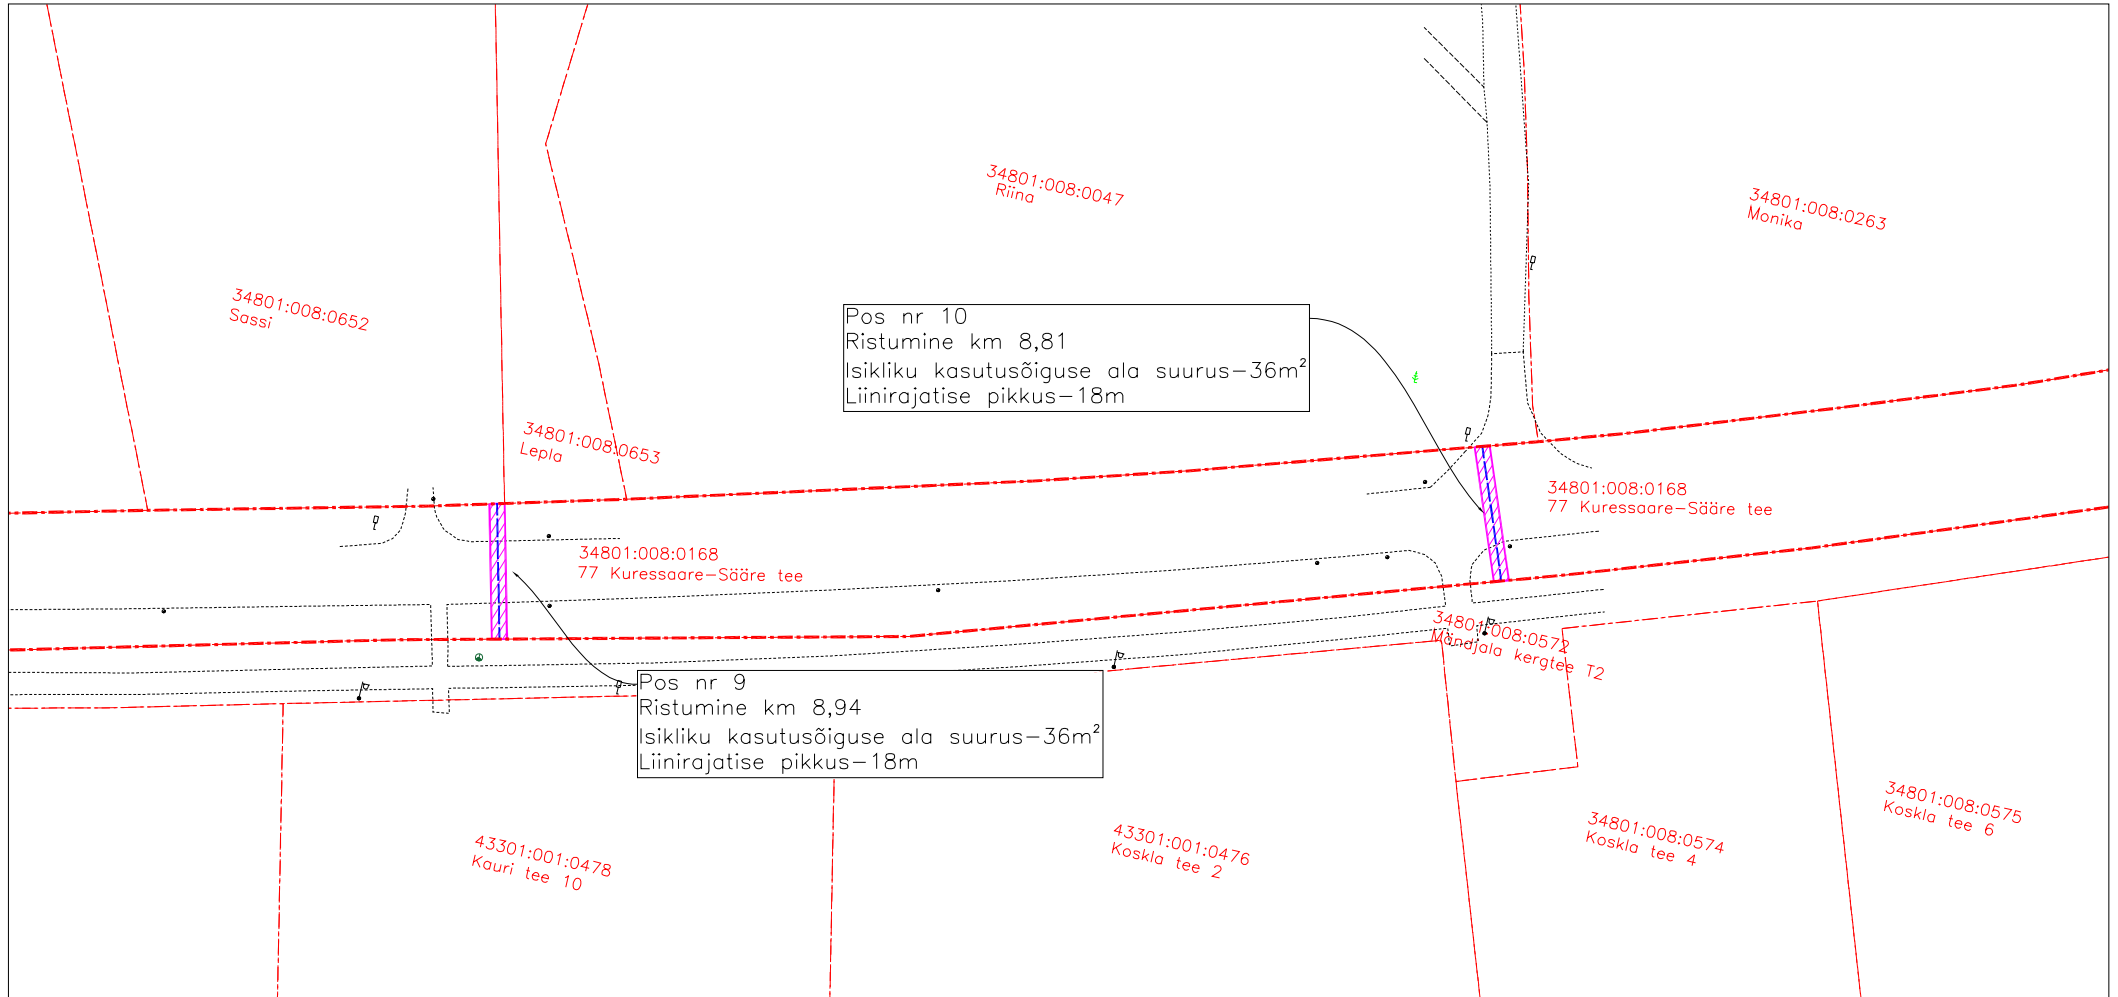 34801:008:0047
Riina
34801:008:0263
Monika
34801:008:0652
Sassi
Pos nr 10
Ristumine km 8,81
Isikliku kasutusõiguse ala suurus-36m²
Liinirajatise pikkus-18m
34801:008:0653
Lepla
34801:008:0168
77 Kuressaare-Sääre tee
34801:008:0168
77 Kuressaare-Sääre tee
34801:008:0572
Mändjala kergtee T2
Pos nr 9
Ristumine km 8,94
Isikliku kasutusõiguse ala suurus-36m²
Liinirajatise pikkus-18m
34801:008:0575
Koskla tee 6
34801:008:0574
Koskla tee 4
43301:001:0476
Koskla tee 2
43301:001:0478
Kauri tee 10